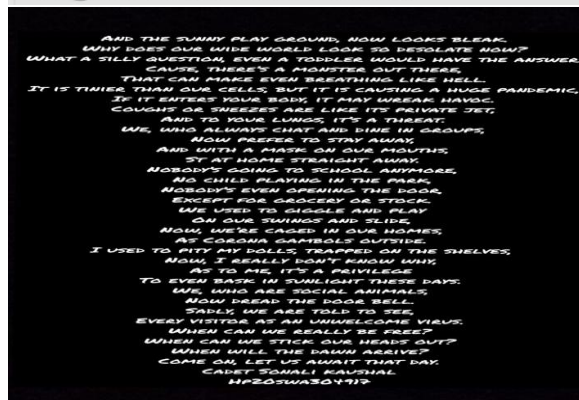 And the sunny play ground, now looks bleak.
Why does our wide world look so desolate now?
What a silly question, even a toddler would have the answer
Cause, there's a monster out there,
That can make even breathing like hell.
It is tinier than our cells, but it is causing a huge pandemic,
If it enters your body, it may wreak havoc.
Coughs or sneezes are like its private jet,
And to your lungs, it's a threat.
We, who always chat and dine in groups,
Now prefer to stay away,
And with a mask on our mouths,
St at home straight away.
Nobody's going to school anymore,
No child playing in the park,
Nobody's even opening the door,
Except for grocery or stock.
We used to giggle and play
On our swings and slide,
Now, we're caged in our homes,
As Corona gambols outside.
I used to pity my dolls, trapped on the shelves,
Now, I really don't know why,
As to me, it's a privilege
To even bask in sunlight these days.
We, who are social animals,
Now dread the door bell.
Sadly, we are told to see,
Every visitor as an unwelcome virus.
When can we really be free?
When can we stick our heads out?
When will the dawn arrive?
Come on, let us await that day.
Cadet Sonali kaushal
HP20SWA304917